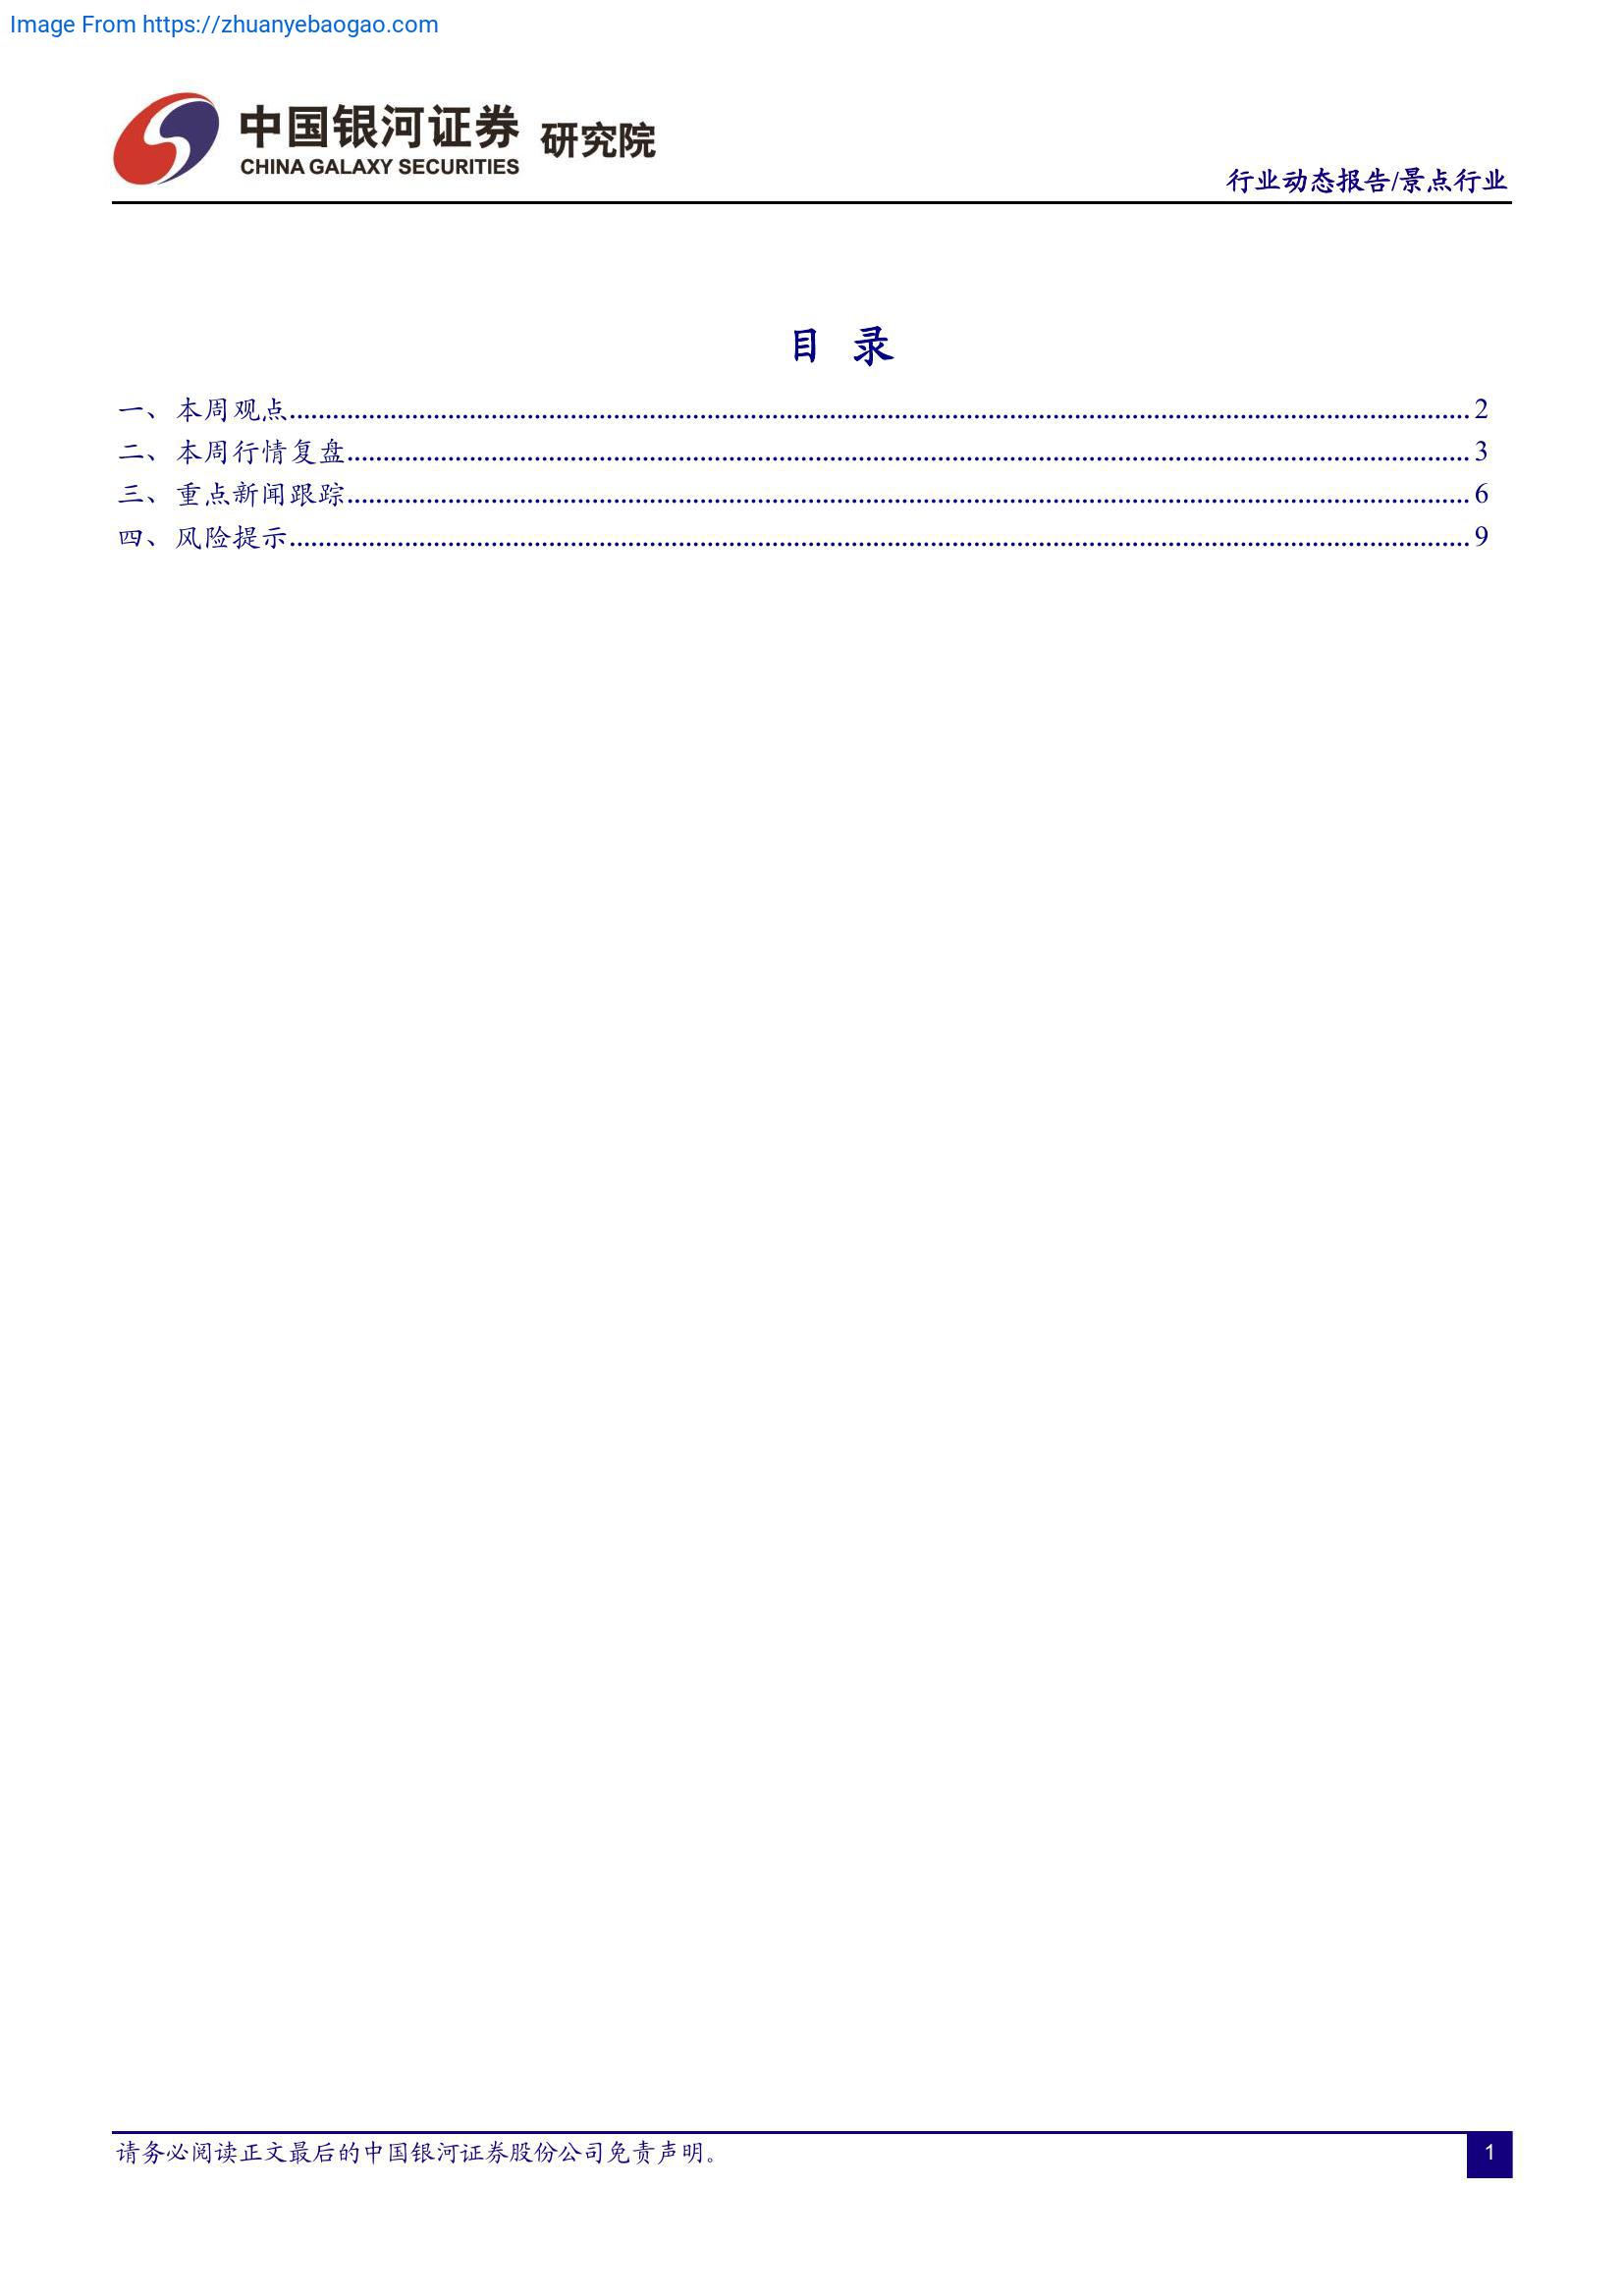 Image From https://zhuanyebaogao.com
中国银河证券 研究院
CHINA GALAXY SECURITIES
行业动态报告/景点行业
目 录
一、本周观点 2
二、本周行情复盘 3
三、重点新闻跟踪 6
四、风险提示 9
请务必阅读正文最后的中国银河证券股份公司免责声明。 1